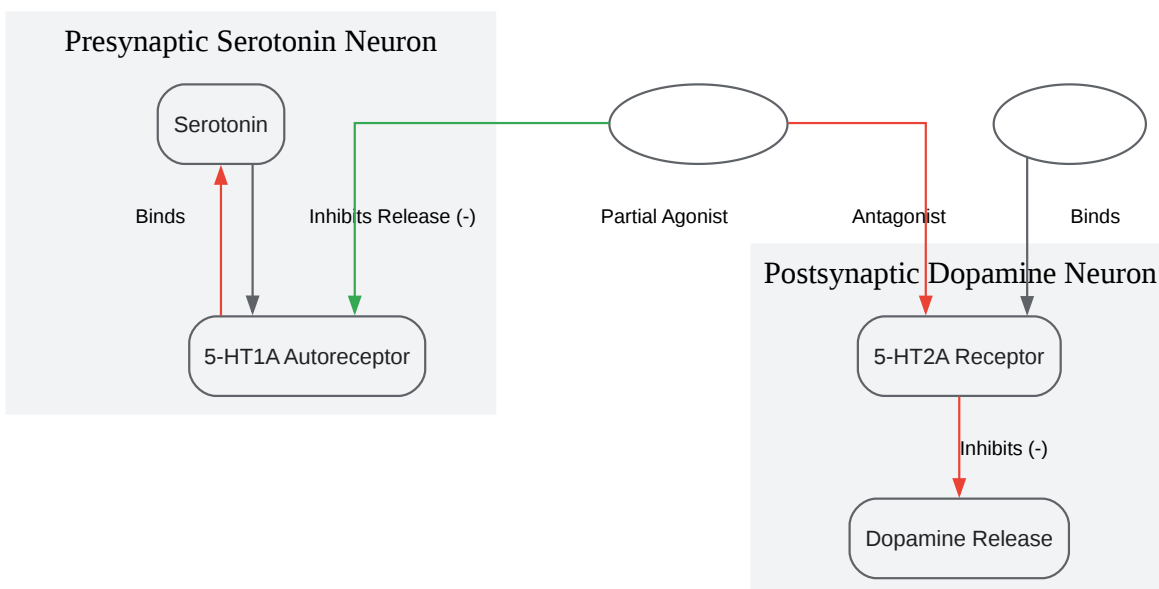 Presynaptic Serotonin Neuron
Serotonin
Binds
Inhibits Release (-)
Partial Agonist
Antagonist
Binds
Postsynaptic Dopamine Neuron
5-HT1A Autoreceptor
5-HT2A Receptor
Inhibits (-)
Dopamine Release